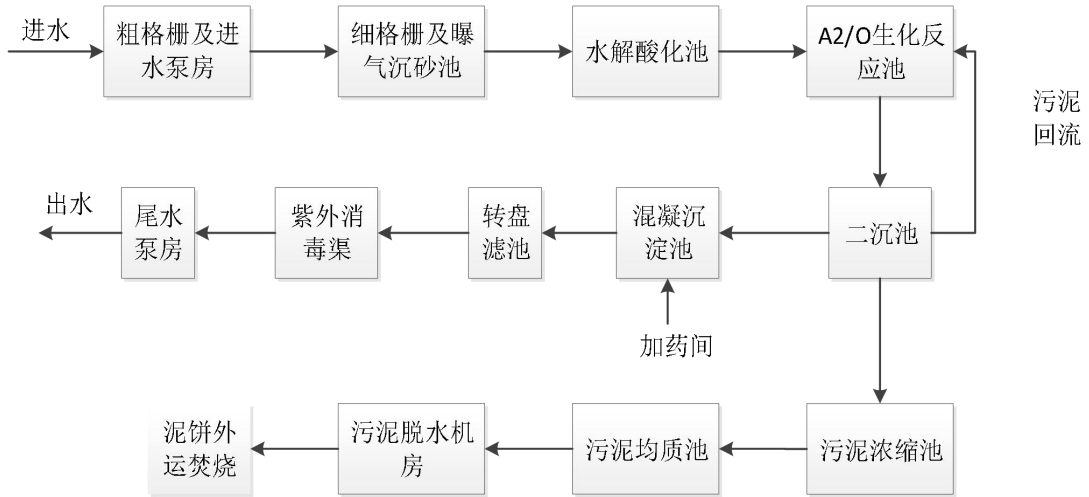 进水
粗格栅及进
水泵房
细格栅及曝
气沉砂池
水解酸化池
A2/O生化反
应池
污泥
回流
出水
尾水
泵房
紫外消
毒渠
转盘
滤池
混凝沉
淀池
二沉池
加药间
泥饼外
运焚烧
污泥脱水机
房
污泥均质池
污泥浓缩池